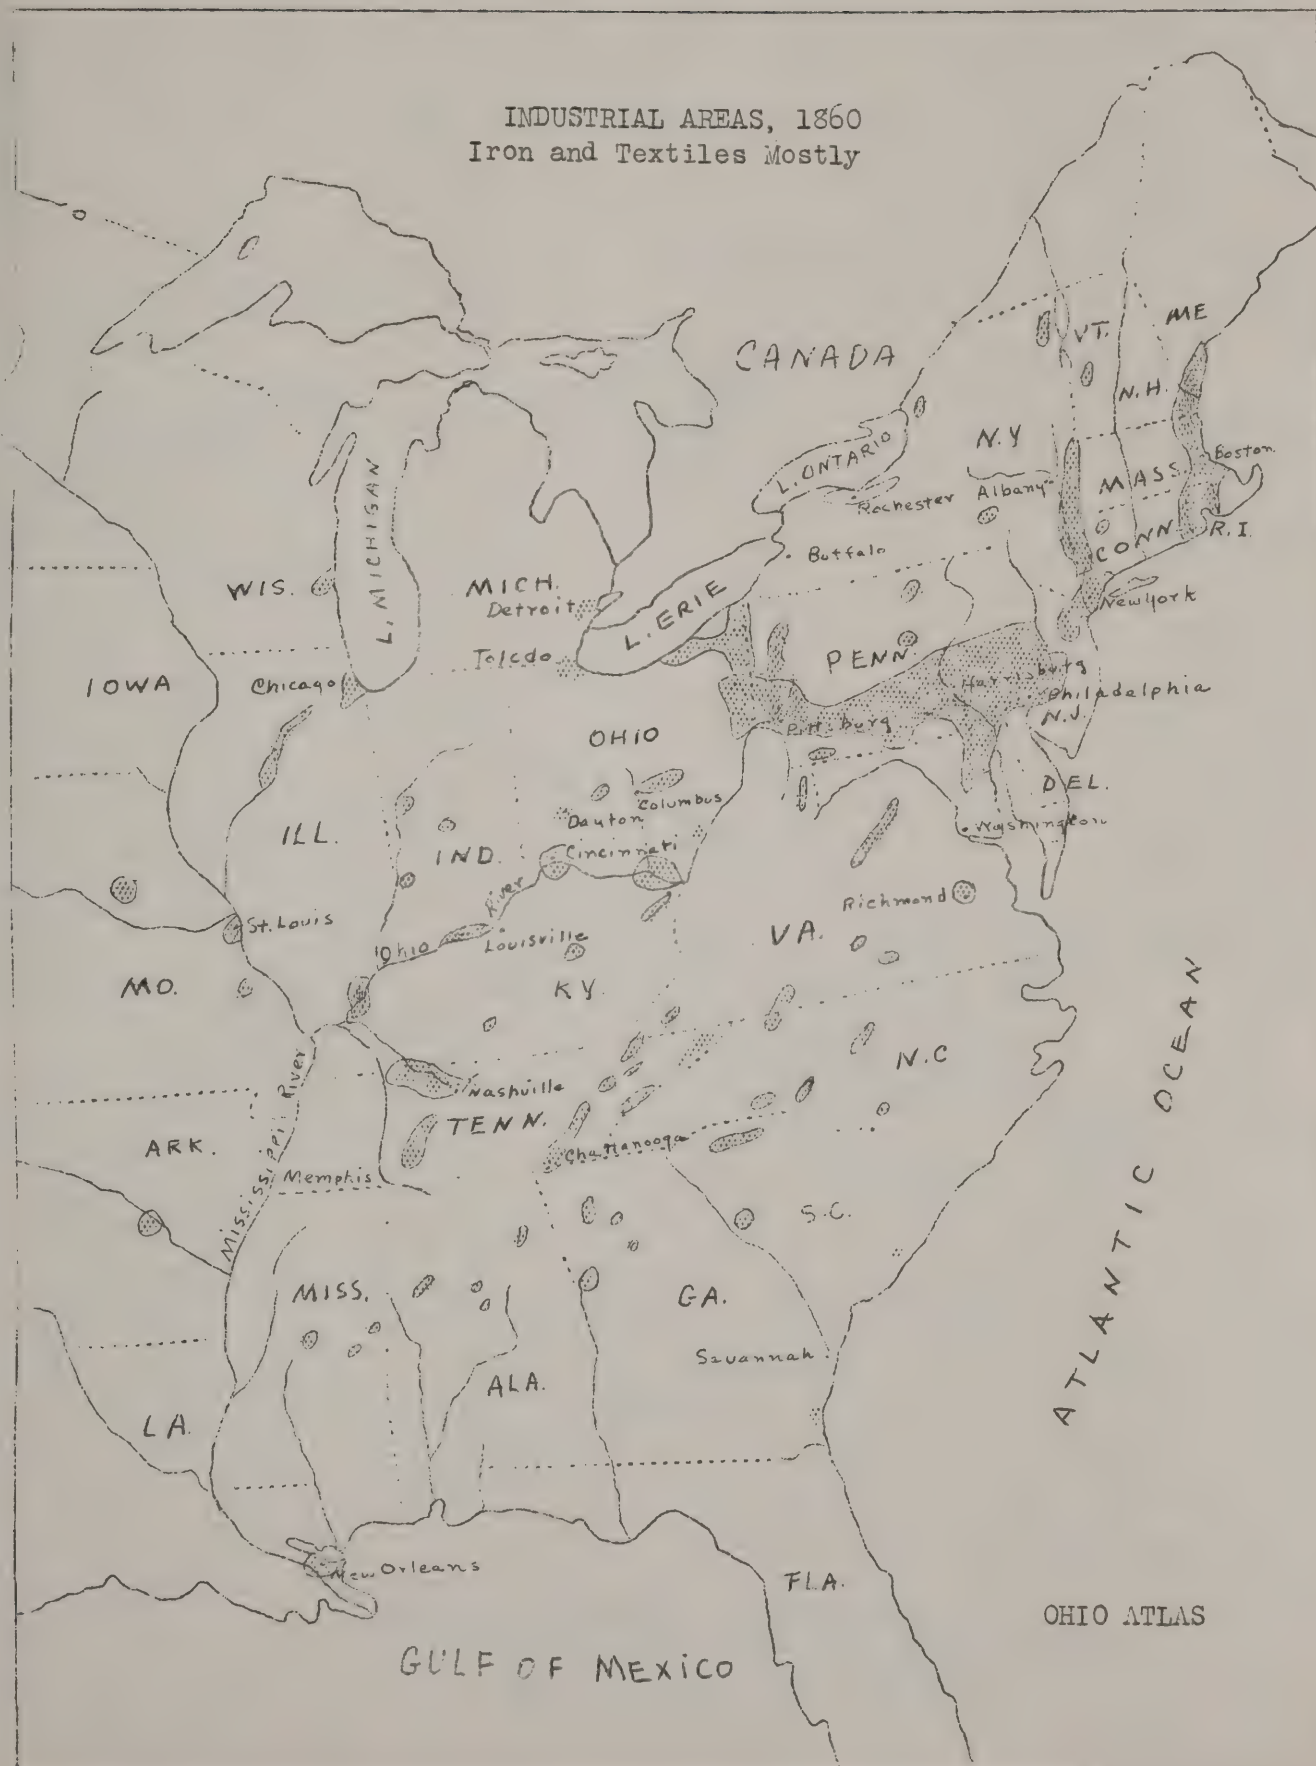 INDUSTRIAL AREAS, 1860
Iron and Textiles Mostly
CANADA
ME
VT.
N.H.
N.Y
L. ONTARIO
Rochester
Albany
MASS
Boston
CONN
R.I.
Buffalo
WIS.
L. MICHIGAN
MICH.
Detroit
L. ERIE
New York
Toledo
PENN.
IOWA
Chicago
Harrisburg
Philadelphia
N.J.
Pittsburg
OHIO
DEL.
Columbus
Dayton
Washington
ILL.
IND.
Cincinnati
Richmond
St. Louis
Ohio River
Louisville
VA.
MO.
KY.
N.C
Nashville
TENN.
ARK.
Chattanooga
Mississippi River
Memphis
S.C.
MISS.
GA.
Savannah
ALA.
LA.
ATLANTIC OCEAN
New Orleans
FLA.
OHIO ATLAS
GULF OF MEXICO